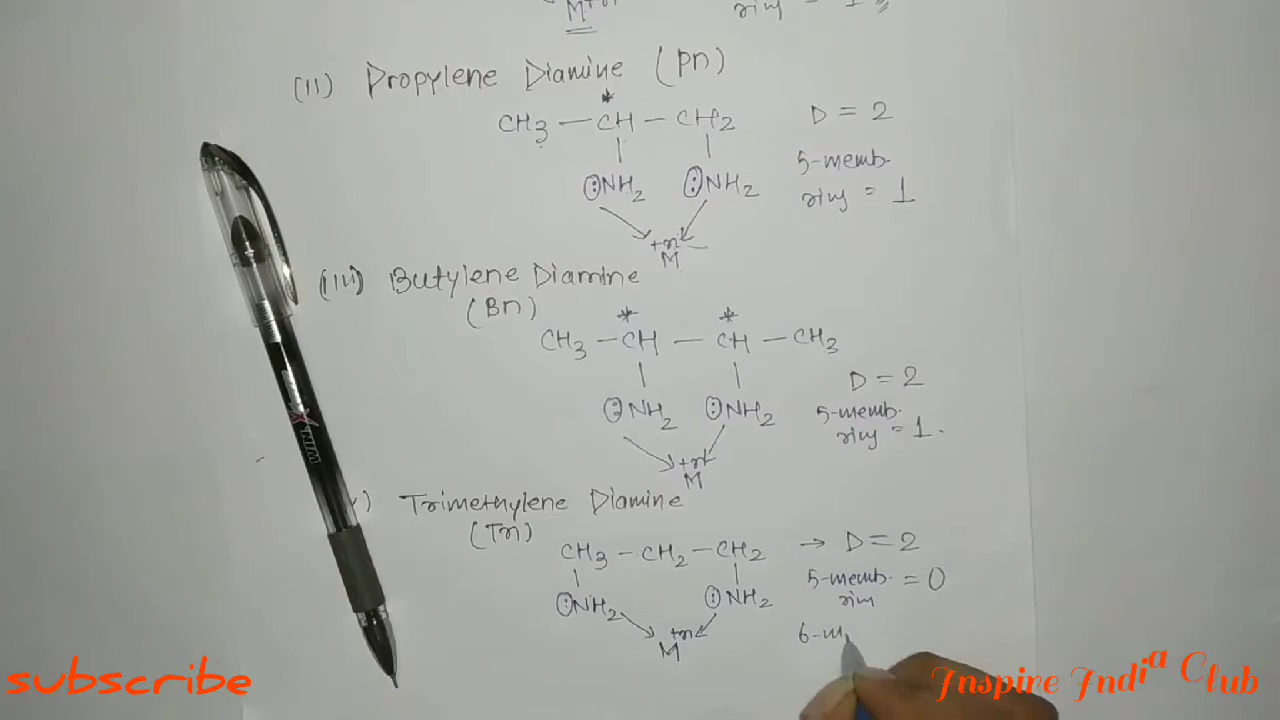 (II) Propylene Diamine (pn)
*
CH3 — CH — CH2
D = 2
5-memb.
ring = 1
:NH2 :NH2
+n
M
(III) Butylene Diamine
(Bn)
* *
CH3 — CH — CH — CH3
D = 2
5-memb.
ring = 1.
:NH2 :NH2
+n
M
) Trimethylene Diamine
(Tn)
CH3 — CH2 — CH2 → D = 2
5-memb. = 0
ring
:NH2 :NH2
+n
M
6-m
XTRIM
subscribe
Inspire India Club